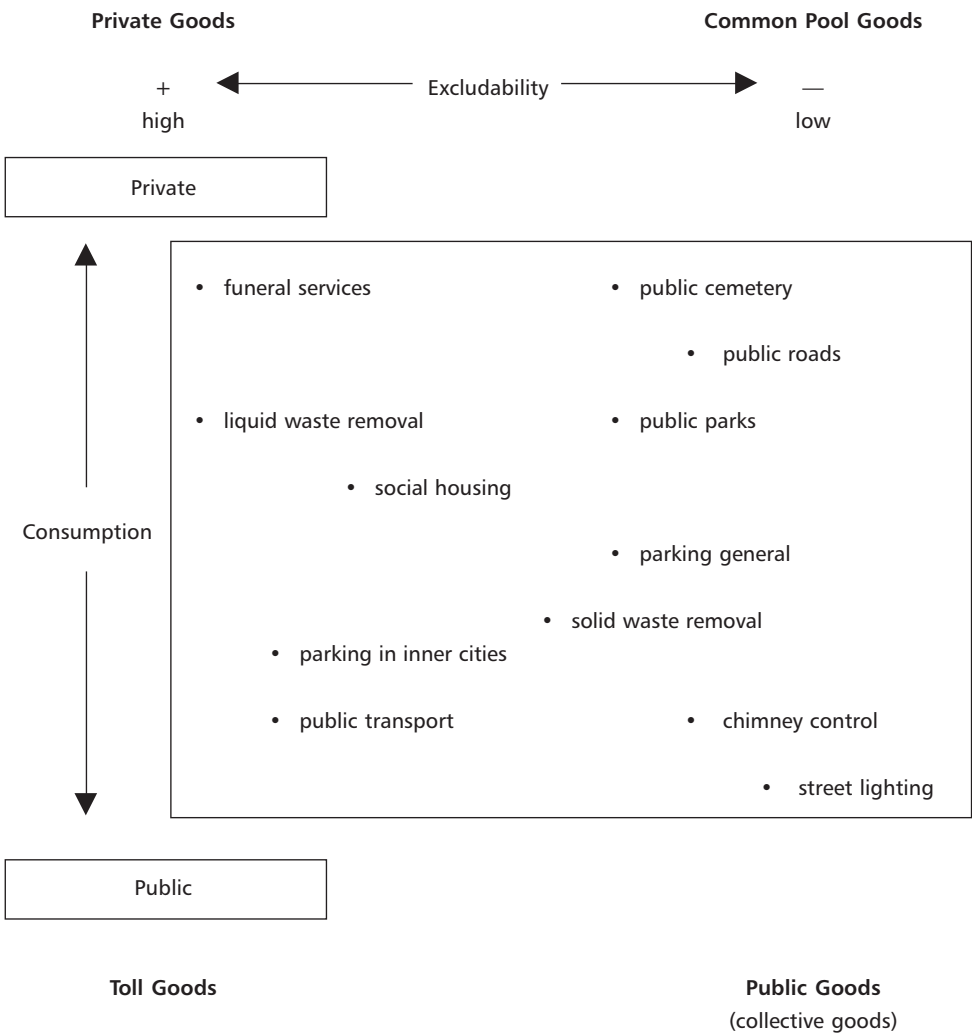 Private Goods Common Pool Goods
+ Excludability —
high low
Private
• funeral services • public cemetery
• public roads
• liquid waste removal • public parks
• social housing
Consumption
• parking general
• solid waste removal
• parking in inner cities
• public transport • chimney control
• street lighting
Public
Toll Goods Public Goods
(collective goods)